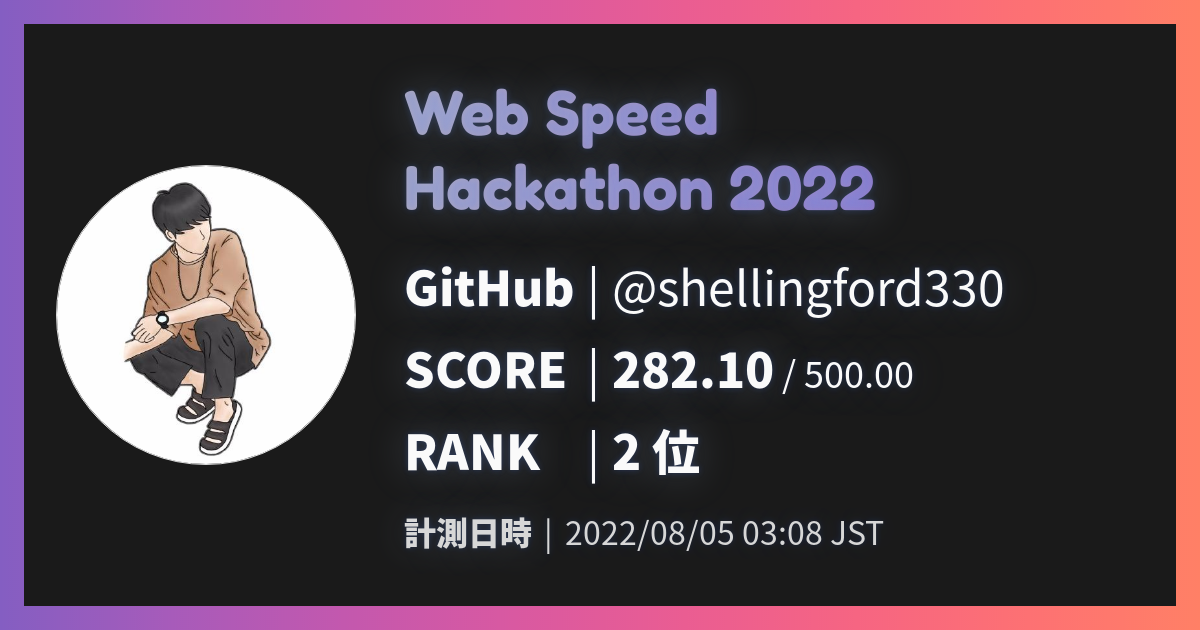 Web Speed
Hackathon 2022
GitHub | @shellingford330
SCORE | 282.10 / 500.00
RANK | 2 位
計測日時 | 2022/08/05 03:08 JST